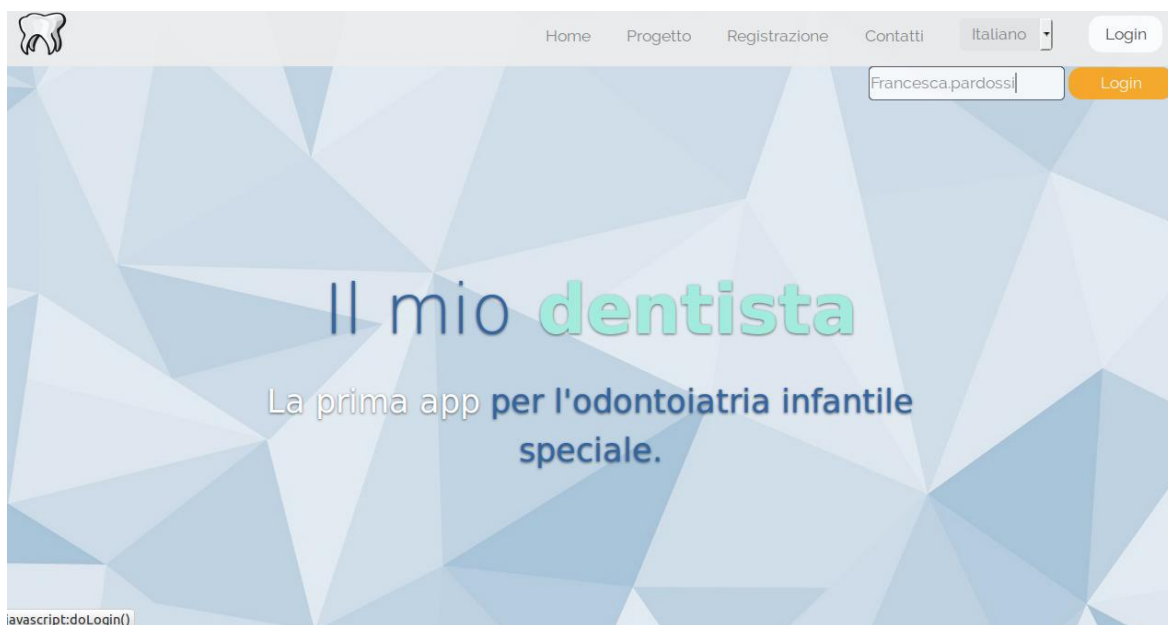 Home Progetto Registrazione Contatti Italiano Login
Francesca.pardossi Login
Il mio dentista
La prima app per l'odontoiatria infantile
speciale.
javascript:doLogin()